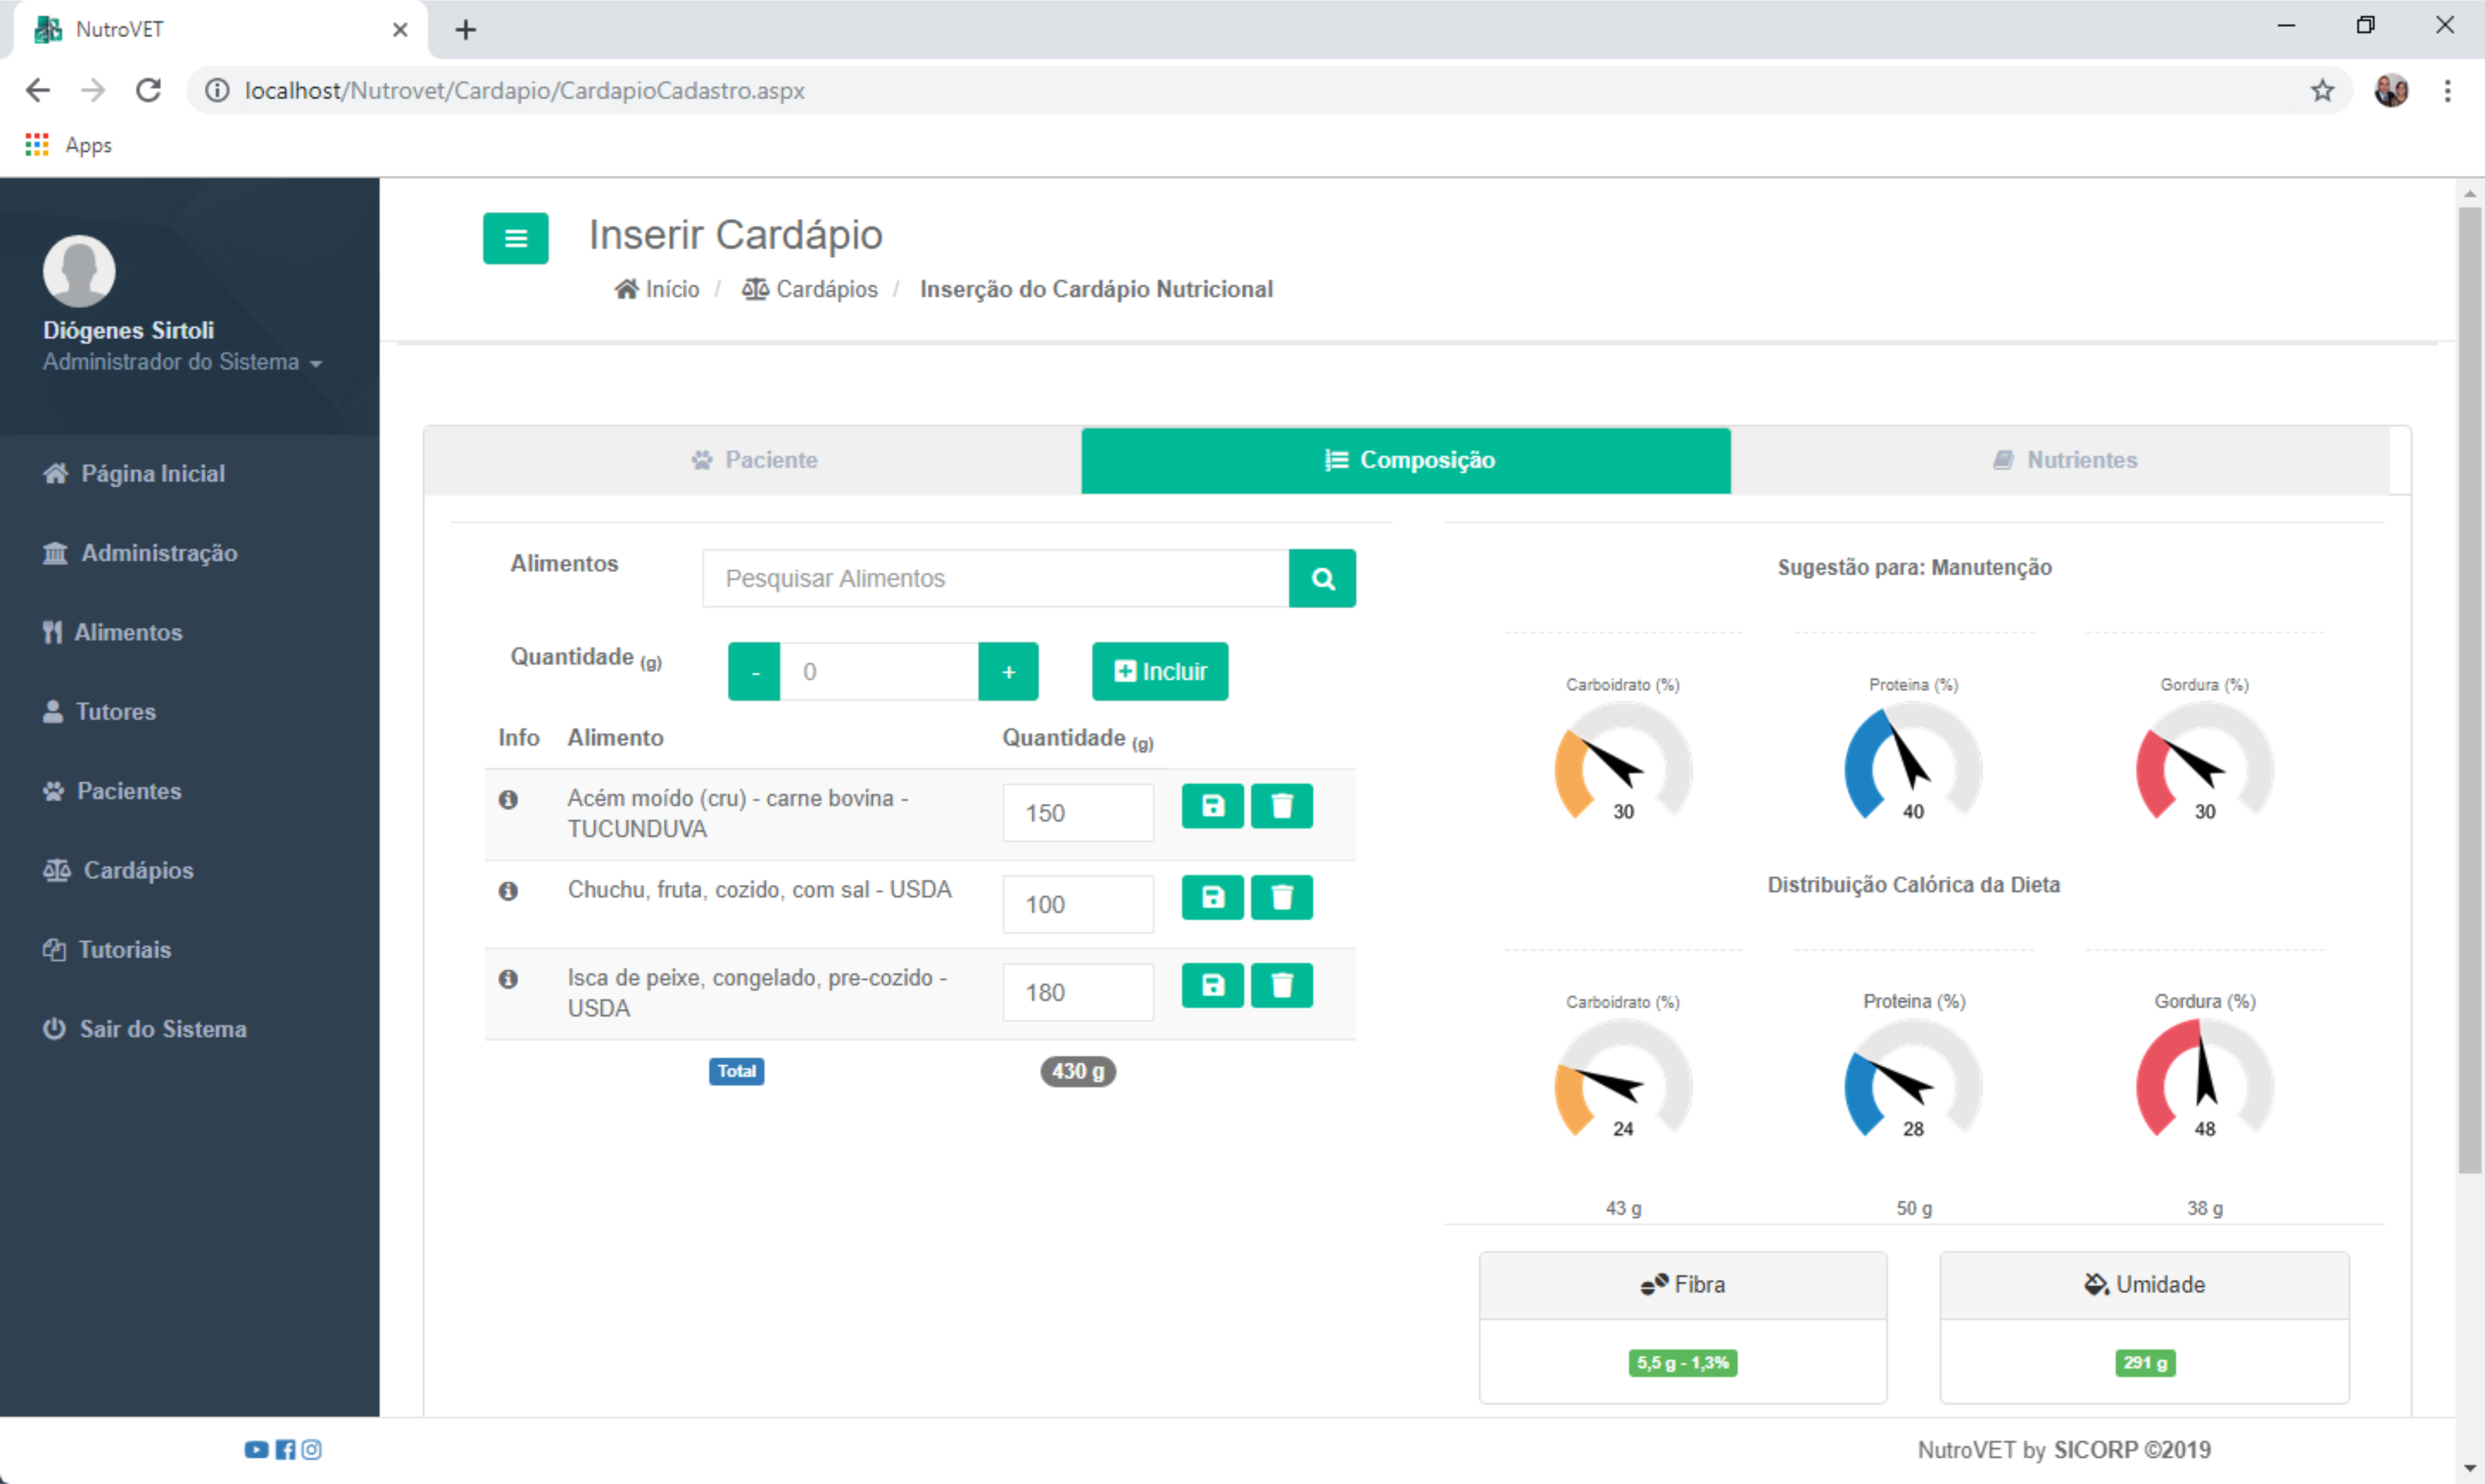 NutroVET
localhost/Nutrovet/Cardapio/CardapioCadastro.aspx
Apps
Diógenes Sirtoli
Administrador do Sistema
Página Inicial
Administração
Alimentos
Tutores
Pacientes
Cardápios
Tutoriais
Sair do Sistema
Inserir Cardápio
Início / Cardápios / Inserção do Cardápio Nutricional
Paciente
Composição
Nutrientes
Alimentos
Pesquisar Alimentos
Quantidade (g)
- 0 +
Incluir
Info Alimento Quantidade (g)
Acém moído (cru) - carne bovina -
TUCUNDUVA
150
Chuchu, fruta, cozido, com sal - USDA
100
Isca de peixe, congelado, pre-cozido -
USDA
180
Total 430 g
Sugestão para: Manutenção
Carboidrato (%) Proteina (%) Gordura (%)
30 40 30
Distribuição Calórica da Dieta
Carboidrato (%) Proteina (%) Gordura (%)
24 28 48
43 g 50 g 38 g
Fibra
5,5 g - 1,3%
Umidade
291 g
NutroVET by SICORP ©2019